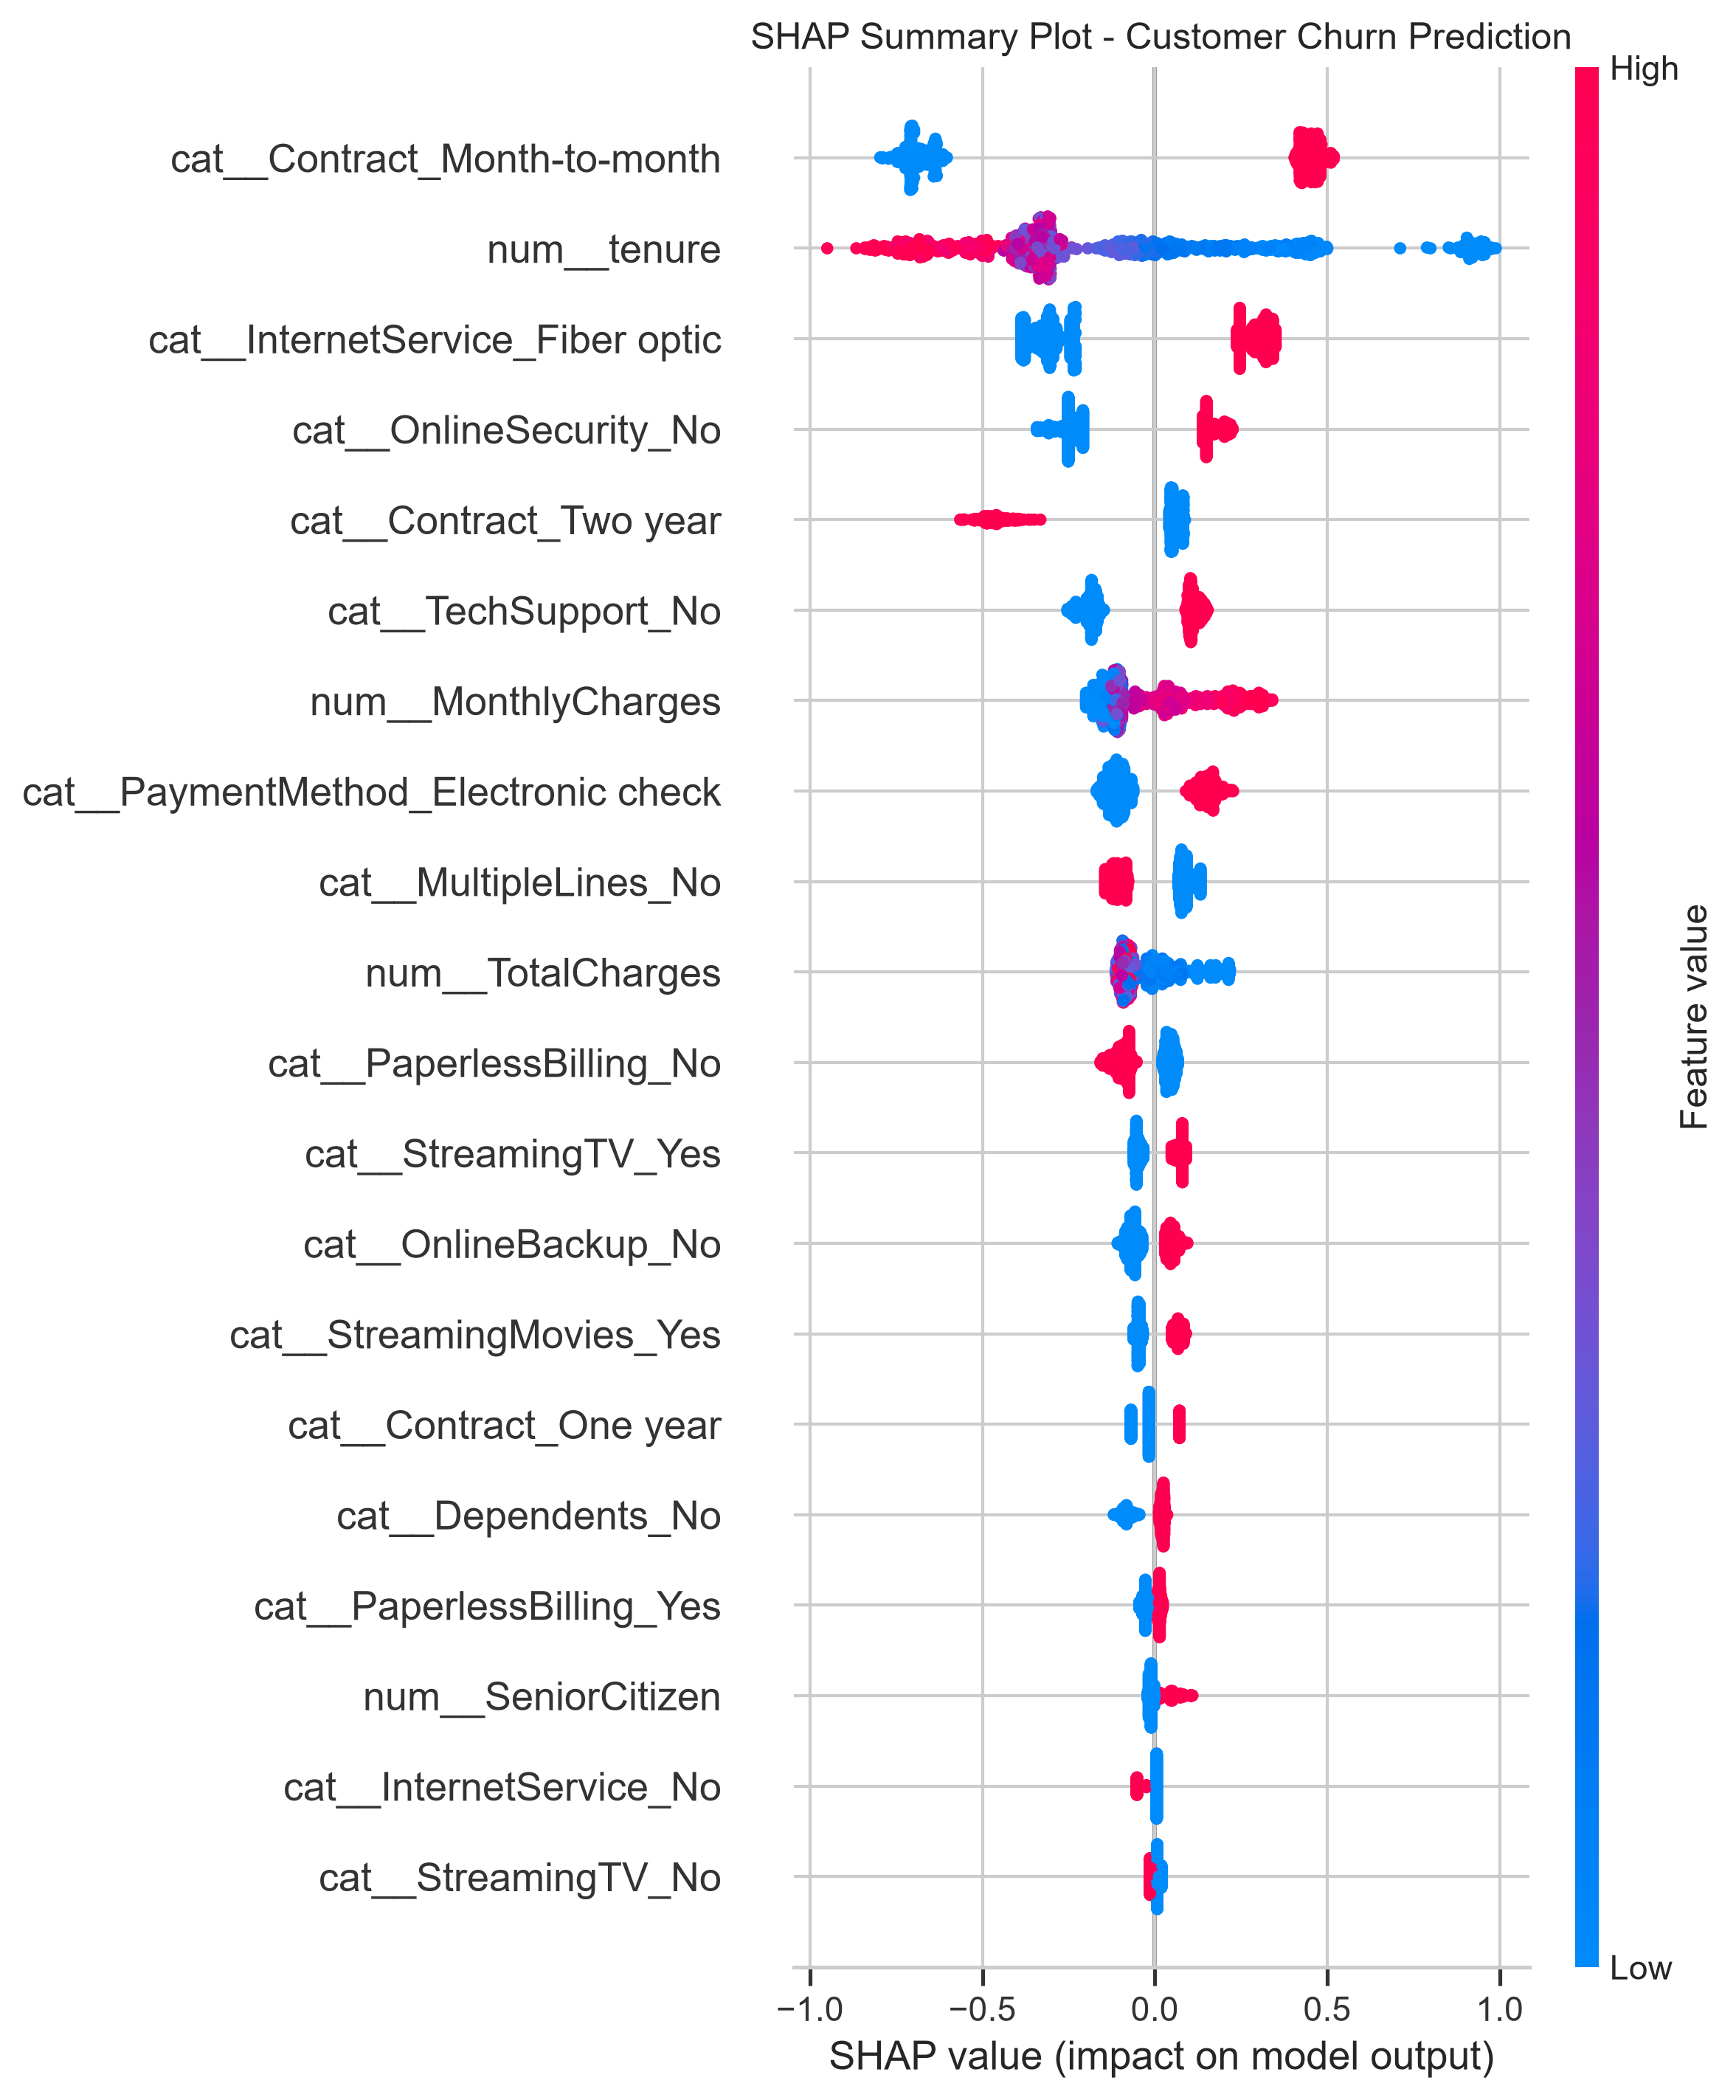 SHAP Summary Plot - Customer Churn Prediction
High
cat__Contract_Month-to-month
num__tenure
cat__InternetService_Fiber optic
cat__OnlineSecurity_No
cat__Contract_Two year
cat__TechSupport_No
num__MonthlyCharges
cat__PaymentMethod_Electronic check
cat__MultipleLines_No
num__TotalCharges
cat__PaperlessBilling_No
cat__StreamingTV_Yes
cat__OnlineBackup_No
cat__StreamingMovies_Yes
cat__Contract_One year
cat__Dependents_No
cat__PaperlessBilling_Yes
num__SeniorCitizen
cat__InternetService_No
cat__StreamingTV_No
Feature value
Low
−1.0 −0.5 0.0 0.5 1.0
SHAP value (impact on model output)